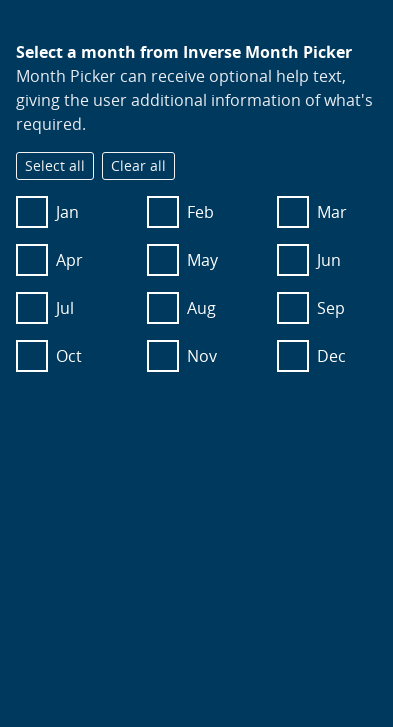 Select a month from Inverse Month Picker
Month Picker can receive optional help text,
giving the user additional information of what's
required.
Select all Clear all
Jan Feb Mar
Apr May Jun
Jul Aug Sep
Oct Nov Dec